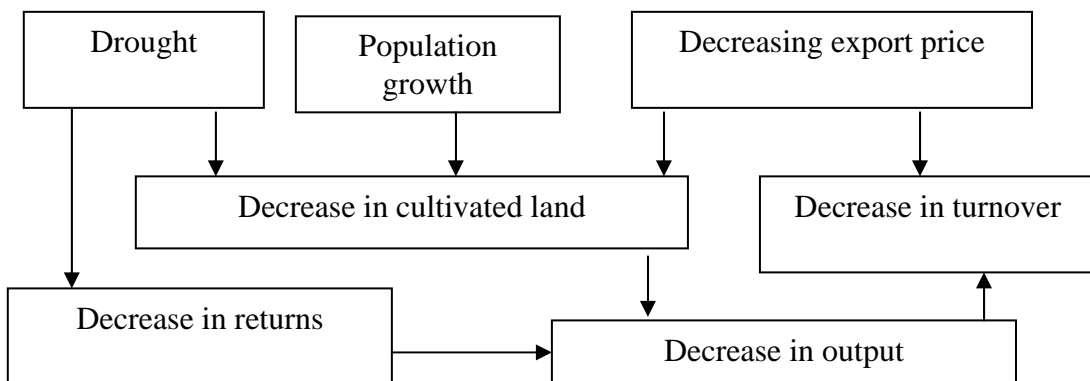 Drought
Population
growth
Decreasing export price
Decrease in cultivated land
Decrease in turnover
Decrease in returns
Decrease in output